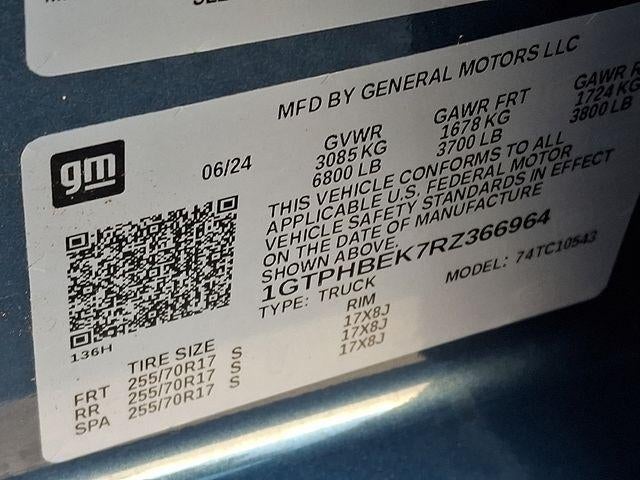 MFD BY GENERAL MOTORS LLC
gm
06/24
GVWR
3085 KG
6800 LB
GAWR FRT
1678 KG
3700 LB
GAWR
1724 KG
3800 LB
THIS VEHICLE CONFORMS TO ALL
APPLICABLE U.S. FEDERAL MOTOR
VEHICLE SAFETY STANDARDS IN EFFECT
ON THE DATE OF MANUFACTURE
SHOWN ABOVE.
1GTPHBEK7RZ366964
TYPE: TRUCK
MODEL: 74TC10543
136H
TIRE SIZE RIM
FRT 255/70R17 S 17X8J
RR 255/70R17 S 17X8J
SPA 255/70R17 S 17X8J